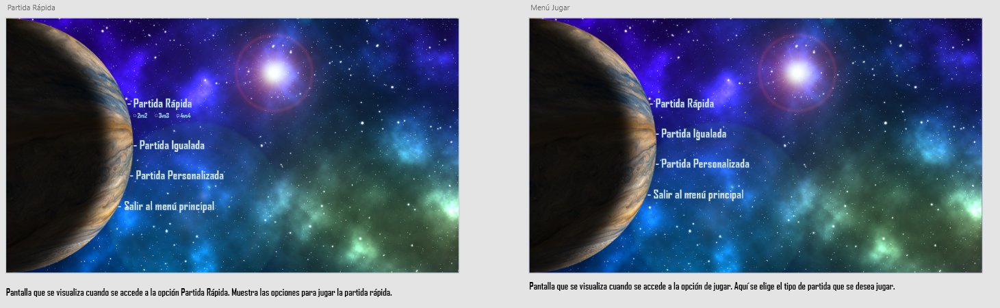 Partida Rápida
- Partida Rápida
2vs2 3vs3 4vs4
- Partida Igualada
- Partida Personalizada
- Salir al menú principal
Pantalla que se visualiza cuando se accede a la opción Partida Rápida. Muestra las opciones para jugar la partida rápida.
Menú Jugar
- Partida Rápida
- Partida Igualada
- Partida Personalizada
- Salir al menú principal
Pantalla que se visualiza cuando se accede a la opción de jugar. Aquí se elige el tipo de partida que se desea jugar.